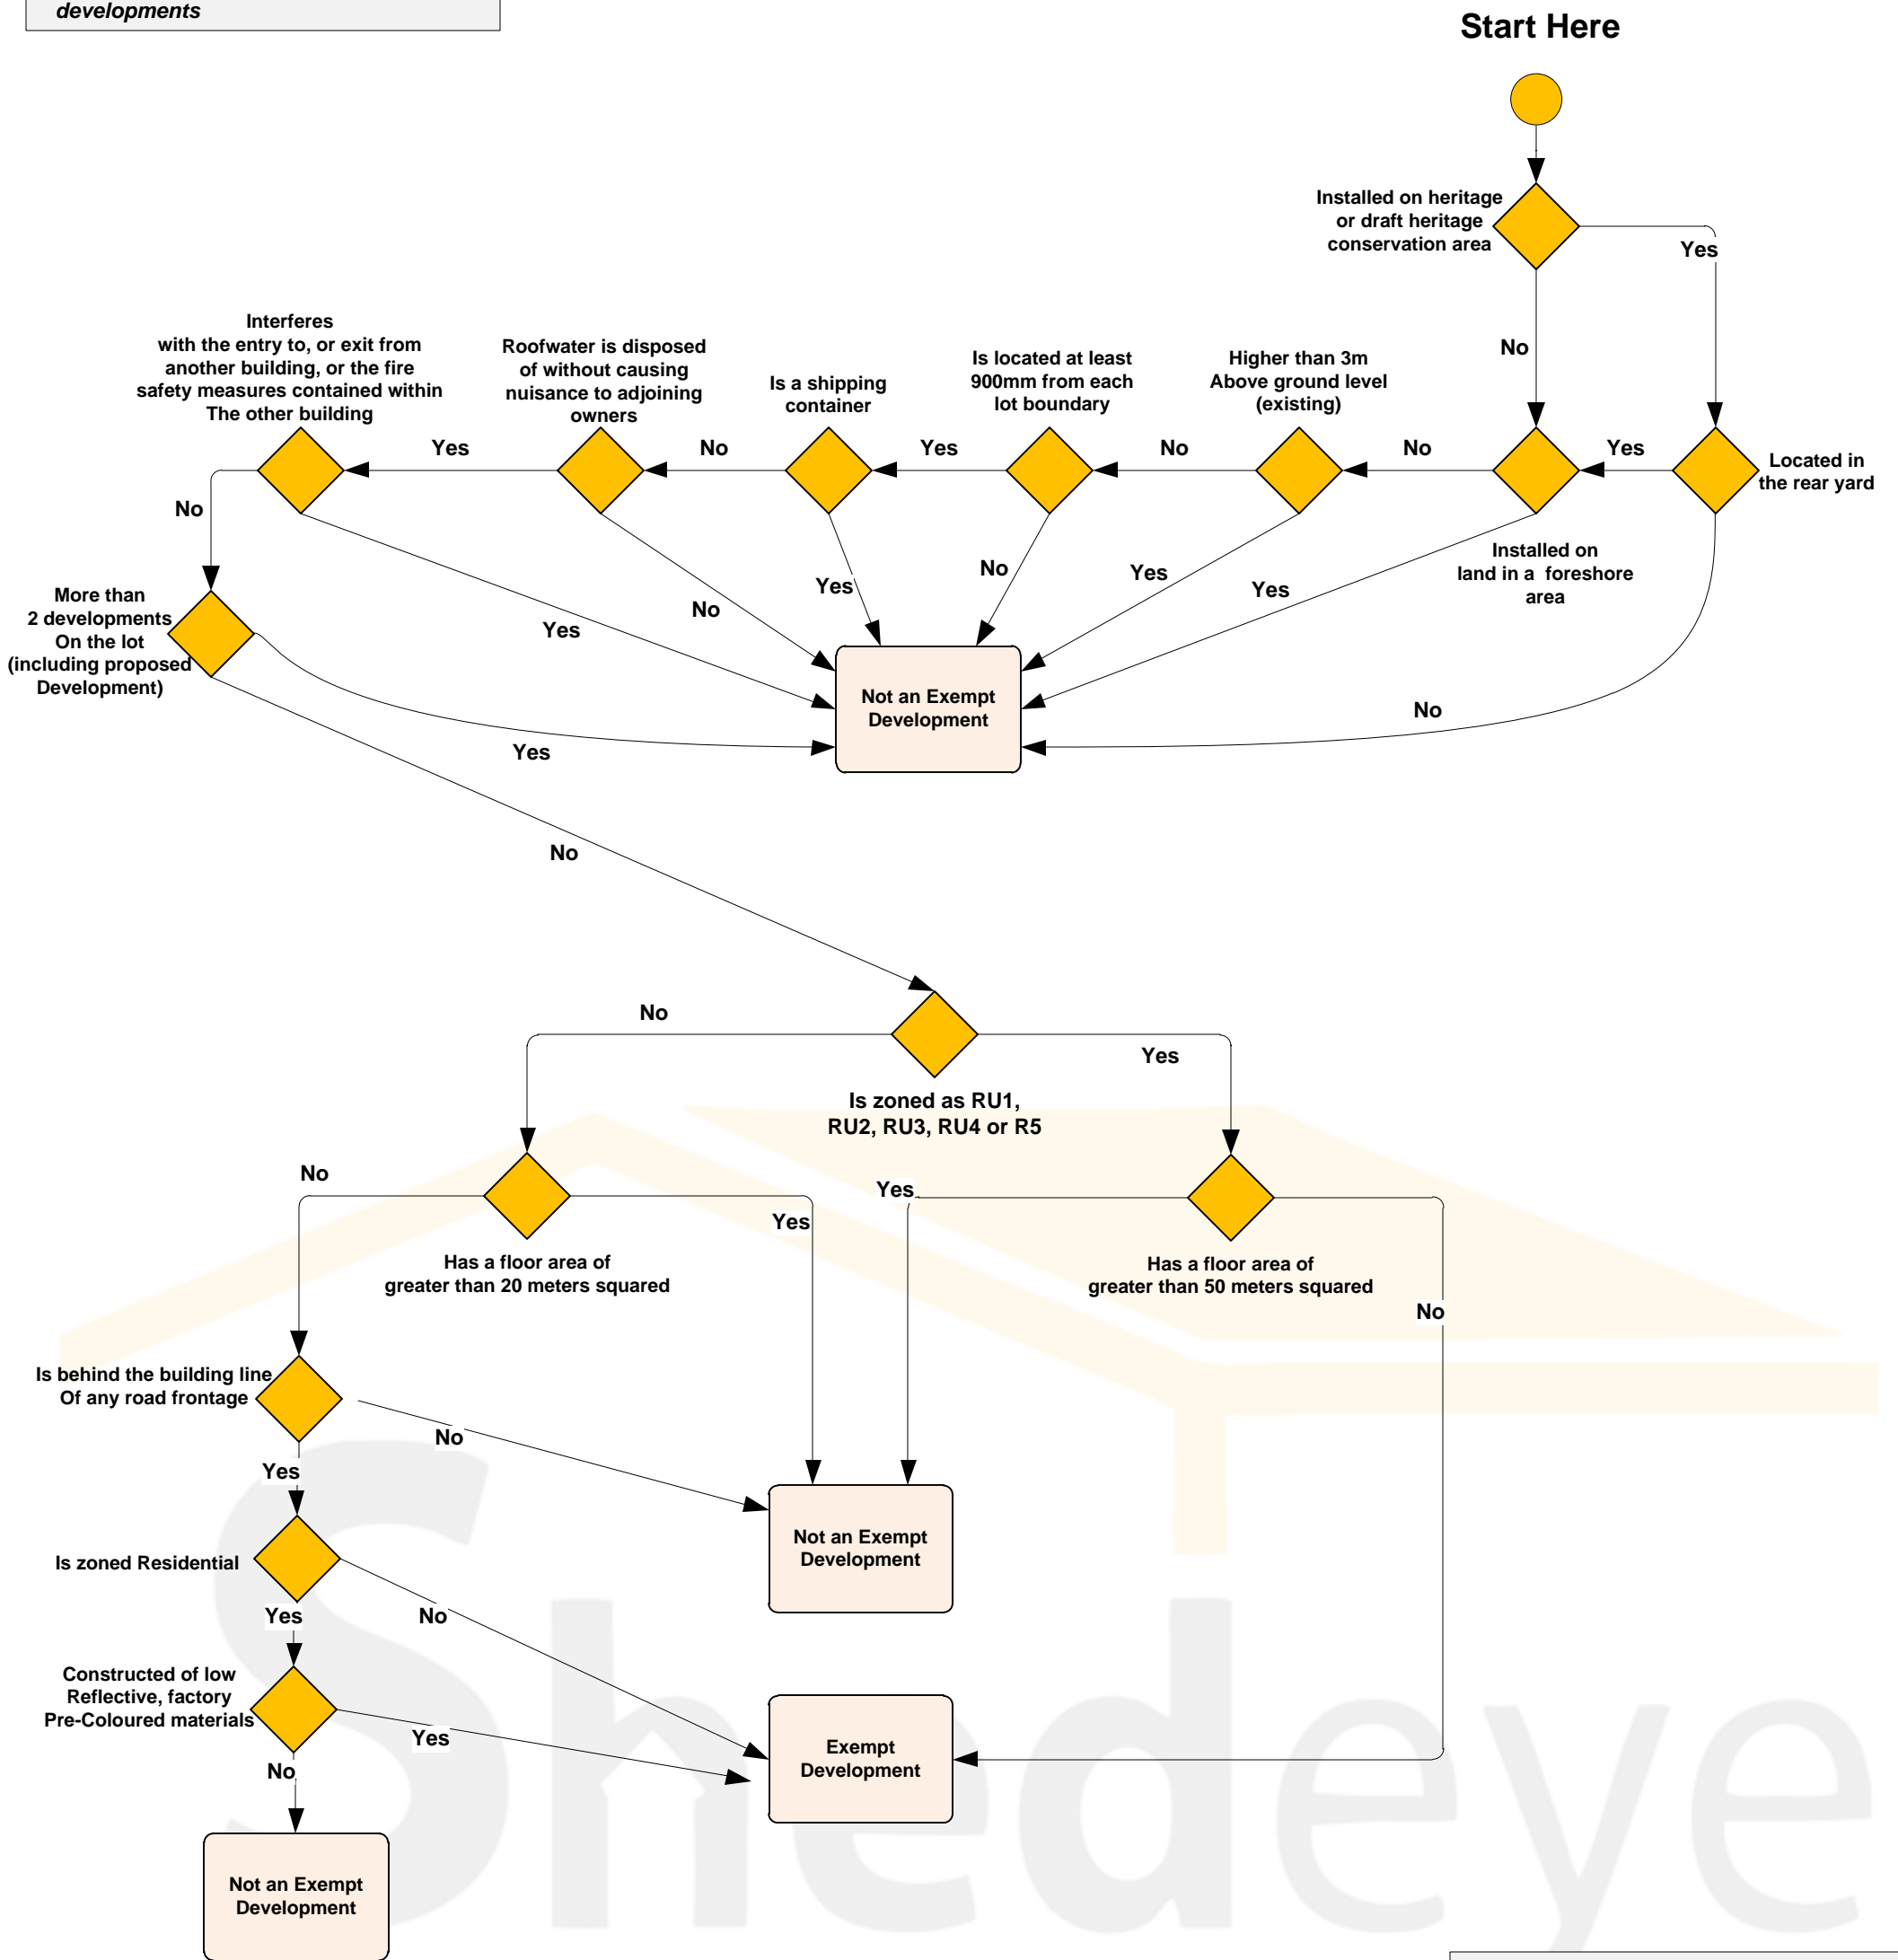 developments
Start Here
Installed on heritage
or draft heritage
conservation area
Yes
No
Interferes
with the entry to, or exit from
another building, or the fire
safety measures contained within
The other building
Roofwater is disposed
of without causing
nuisance to adjoining
owners
Is a shipping
container
Is located at least
900mm from each
lot boundary
Higher than 3m
Above ground level
(existing)
Yes
No
Yes
No
No
Yes
Located in
the rear yard
No
Installed on
land in a foreshore
area
Yes
No
Yes
Yes
More than
2 developments
On the lot
(including proposed
Development)
Yes
No
No
Not an Exempt
Development
Yes
No
No
Yes
Is zoned as RU1,
RU2, RU3, RU4 or R5
No
Yes
Yes
Has a floor area of
greater than 20 meters squared
Has a floor area of
greater than 50 meters squared
No
Is behind the building line
Of any road frontage
No
Yes
Not an Exempt
Development
Is zoned Residential
Yes
No
Constructed of low
Reflective, factory
Pre-Coloured materials
Yes
Exempt
Development
No
Not an Exempt
Development
Shedeye